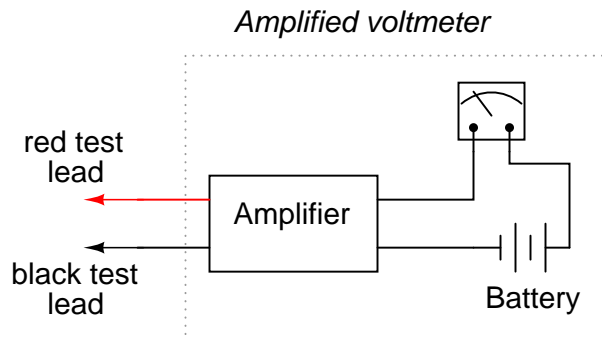 Amplified voltmeter
red test
lead
Amplifier
black test
lead
Battery